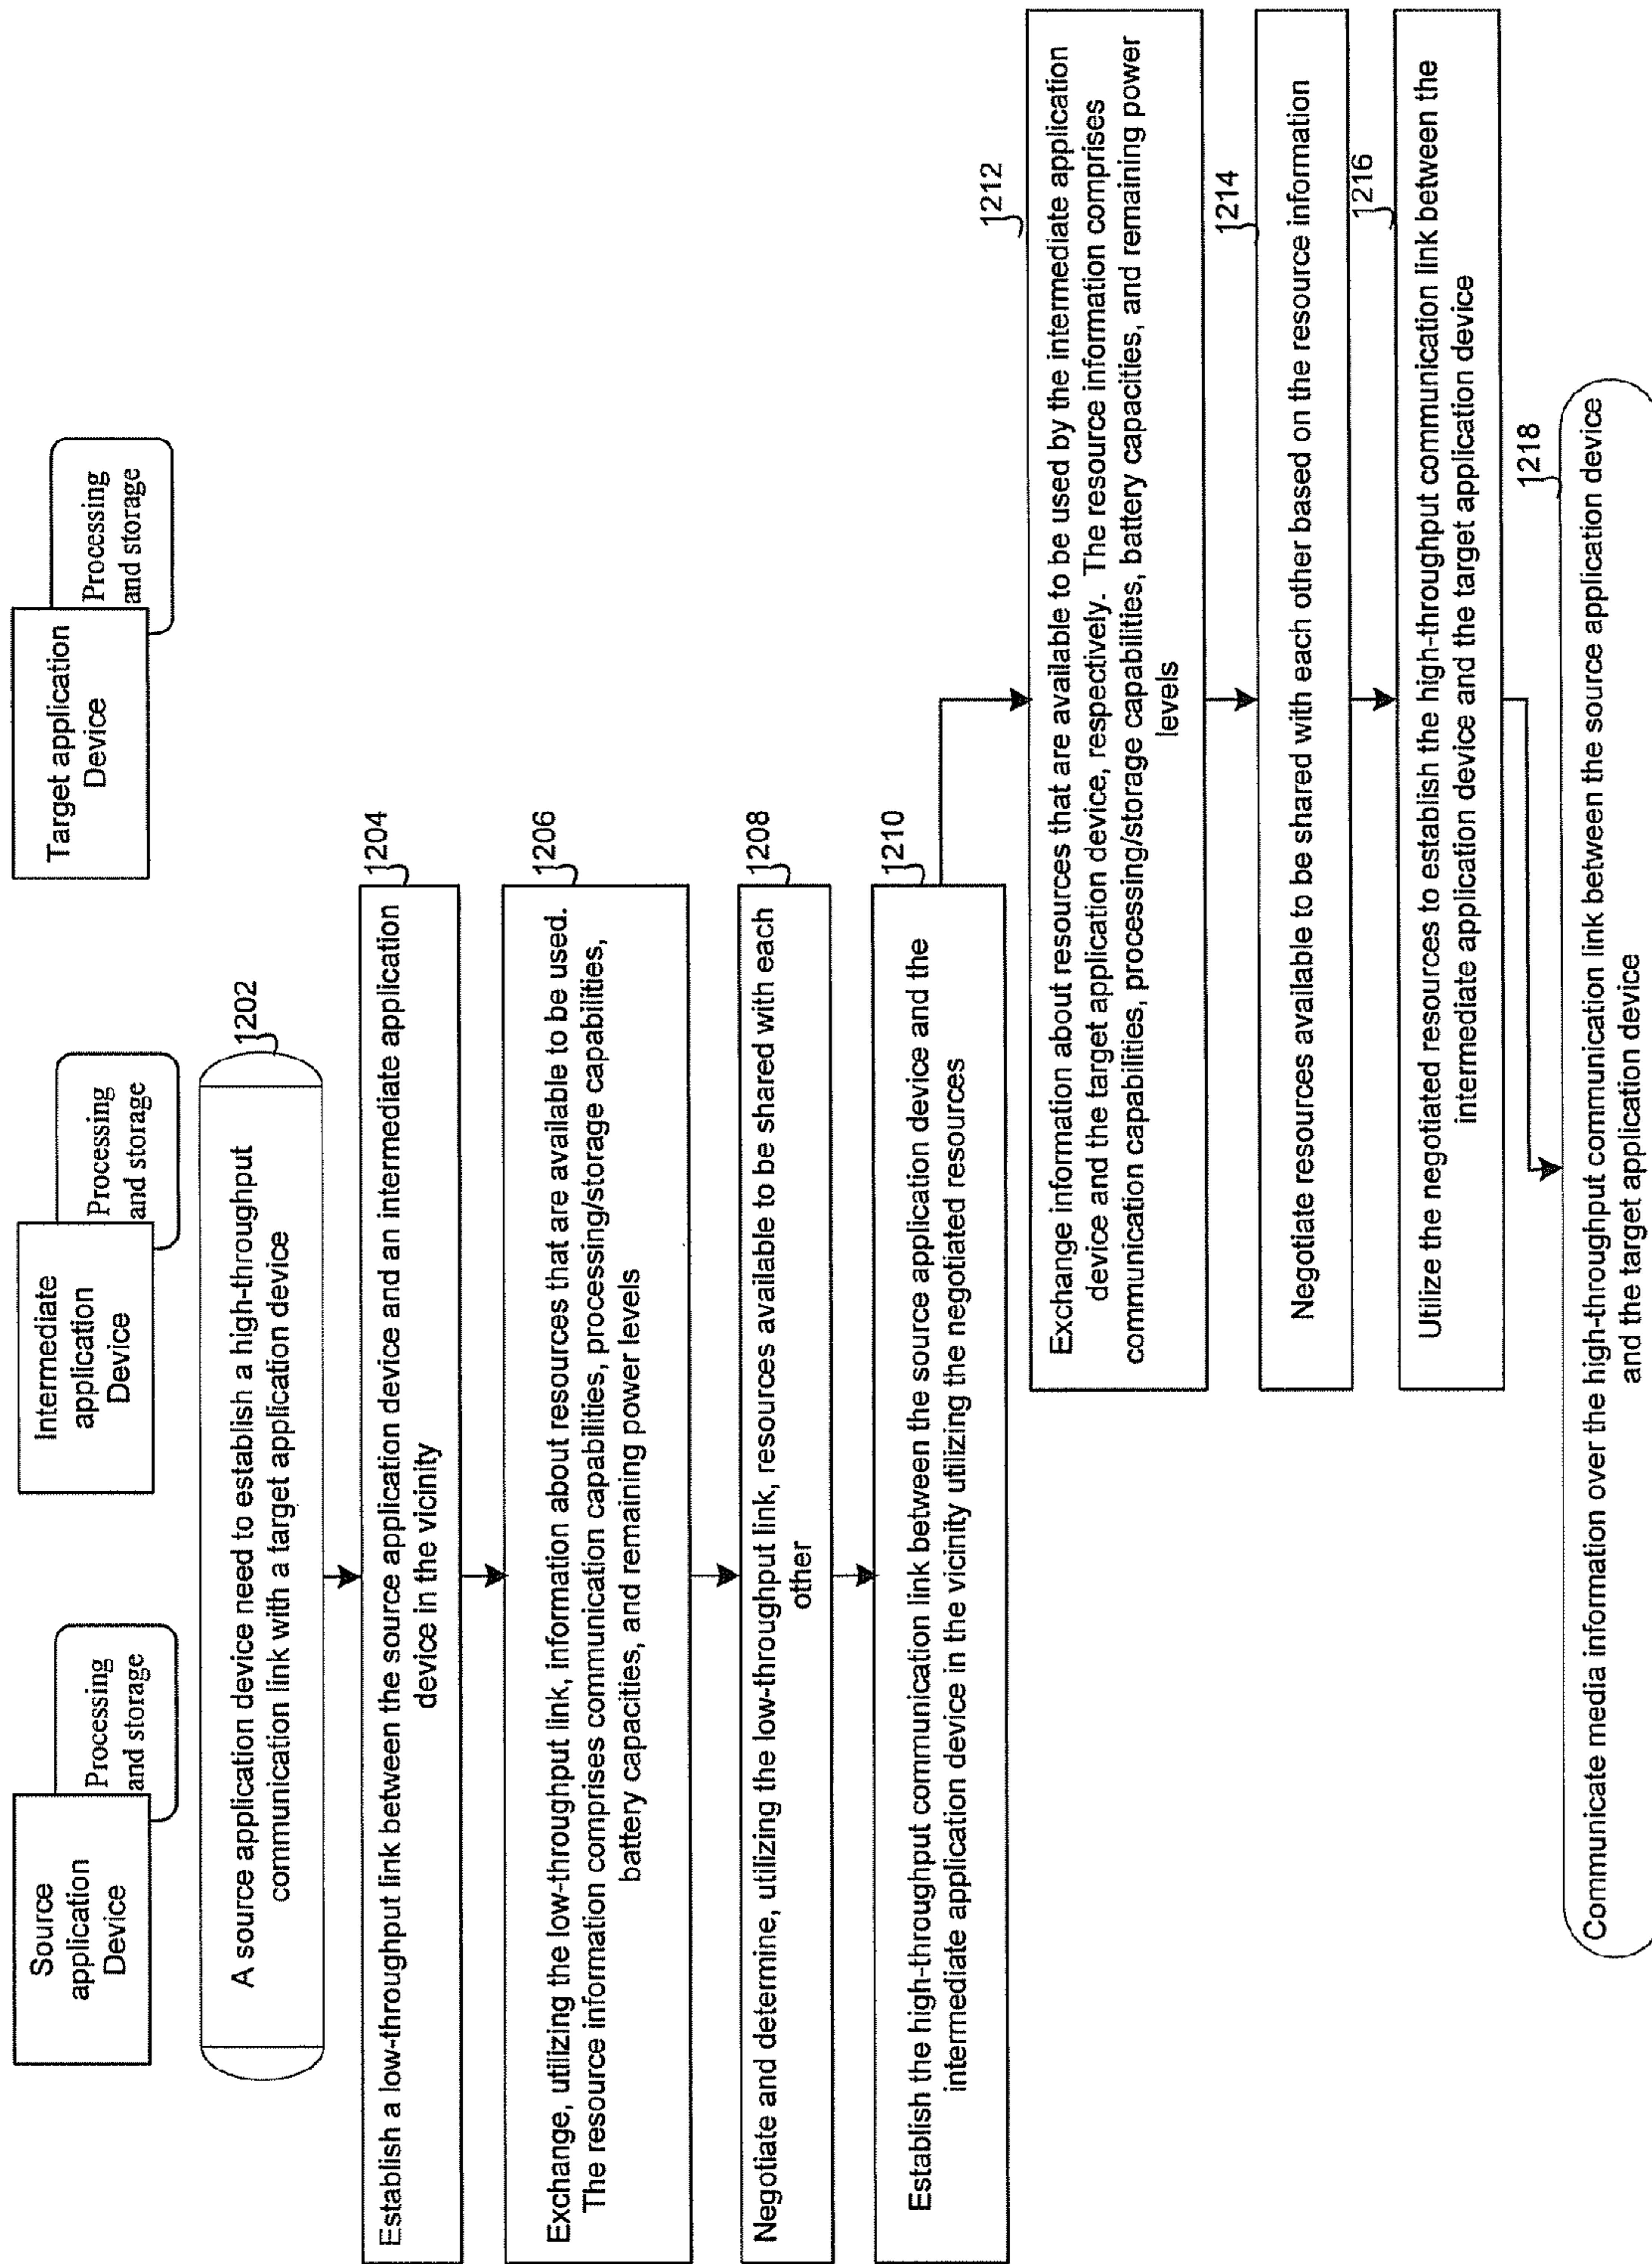 Source
application
Device
Processing
and storage
Intermediate
application
Device
Processing
and storage
Target application
Device
Processing
and storage
1202
A source application device need to establish a high-throughput
communication link with a target application device
1204
Establish a low-throughput link between the source application device and an intermediate application
device in the vicinity
1206
Exchange, utilizing the low-throughput link, information about resources that are available to be used.
The resource information comprises communication capabilities, processing/storage capabilities,
battery capacities, and remaining power levels
1208
Negotiate and determine, utilizing the low-throughput link, resources available to be shared with each
other
1210
Establish the high-throughput communication link between the source application device and the
intermediate application device in the vicinity utilizing the negotiated resources
1212
Exchange information about resources that are available to be used by the intermediate application
device and the target application device, respectively. The resource information comprises
communication capabilities, processing/storage capabilities, battery capacities, and remaining power
levels
1214
Negotiate resources available to be shared with each other based on the resource information
1216
Utilize the negotiated resources to establish the high-throughput communication link between the
intermediate application device and the target application device
1218
Communicate media information over the high-throughput communication link between the source application device
and the target application device